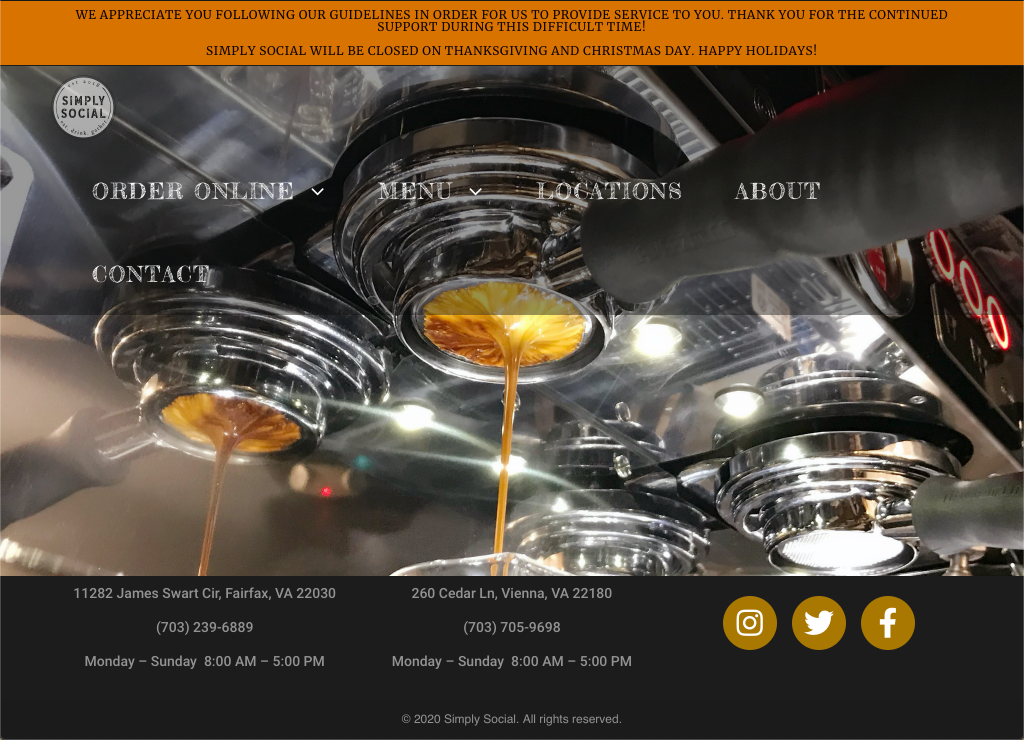 WE APPRECIATE YOU FOLLOWING OUR GUIDELINES IN ORDER FOR US TO PROVIDE SERVICE TO YOU. THANK YOU FOR THE CONTINUED
SUPPORT DURING THIS DIFFICULT TIME!
SIMPLY SOCIAL WILL BE CLOSED ON THANKSGIVING AND CHRISTMAS DAY. HAPPY HOLIDAYS!
SIMPLY
SOCIAL
eat. drink. gather
ORDER ONLINE MENU LOCATIONS ABOUT
CONTACT
11282 James Swart Cir, Fairfax, VA 22030
(703) 239-6889
Monday – Sunday 8:00 AM – 5:00 PM
260 Cedar Ln, Vienna, VA 22180
(703) 705-9698
Monday – Sunday 8:00 AM – 5:00 PM
© 2020 Simply Social. All rights reserved.